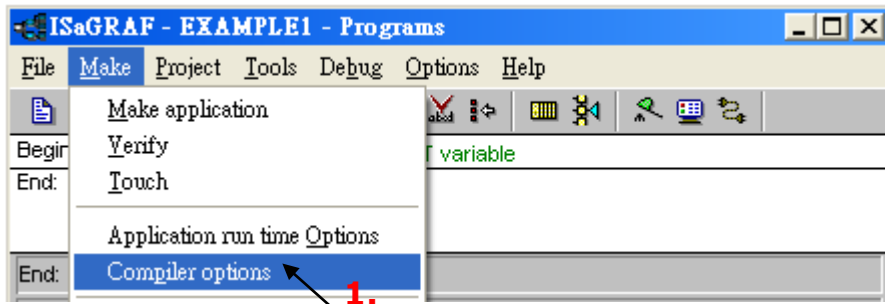 ISaGRAF - EXAMPLE1 - Programs
File Make Project Tools Debug Options Help
Make application
Begin
Verify
T variable
End:
Touch
Application run time Options
End:
Compiler options
1.